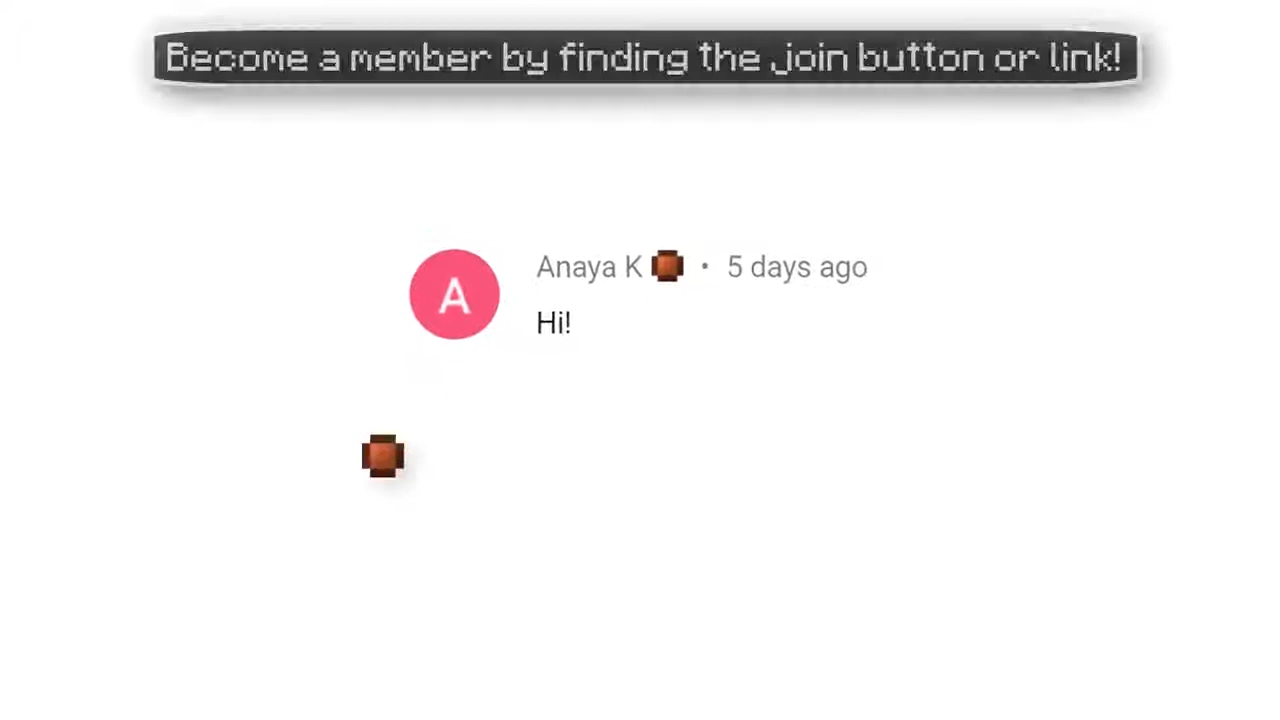 Become a member by finding the join button or link!
A
Anaya K • 5 days ago
Hi!